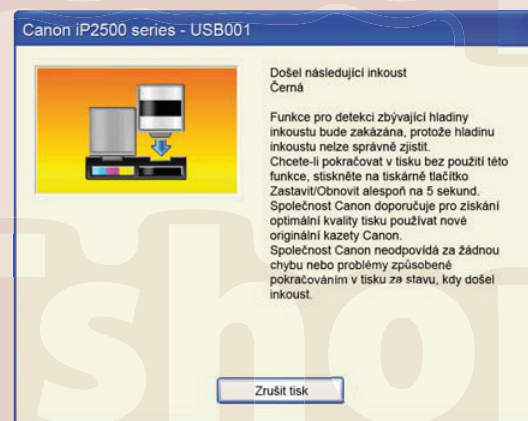 Canon iP2500 series - USB001
Došel následující inkoust
Černá
Funkce pro detekci zbývající hladiny
inkoustu bude zakázána, protože hladinu
inkoustu nelze správně zjistit.
Chcete-li pokračovat v tisku bez použití této
funkce, stiskněte na tiskárně tlačítko
Zastavit/Obnovit alespoň na 5 sekund.
Společnost Canon doporučuje pro získání
optimální kvality tisku používat nové
originální kazety Canon.
Společnost Canon neodpovídá za žádnou
chybu nebo problémy způsobené
pokračováním v tisku za stavu, kdy došel
inkoust.
Zrušit tisk